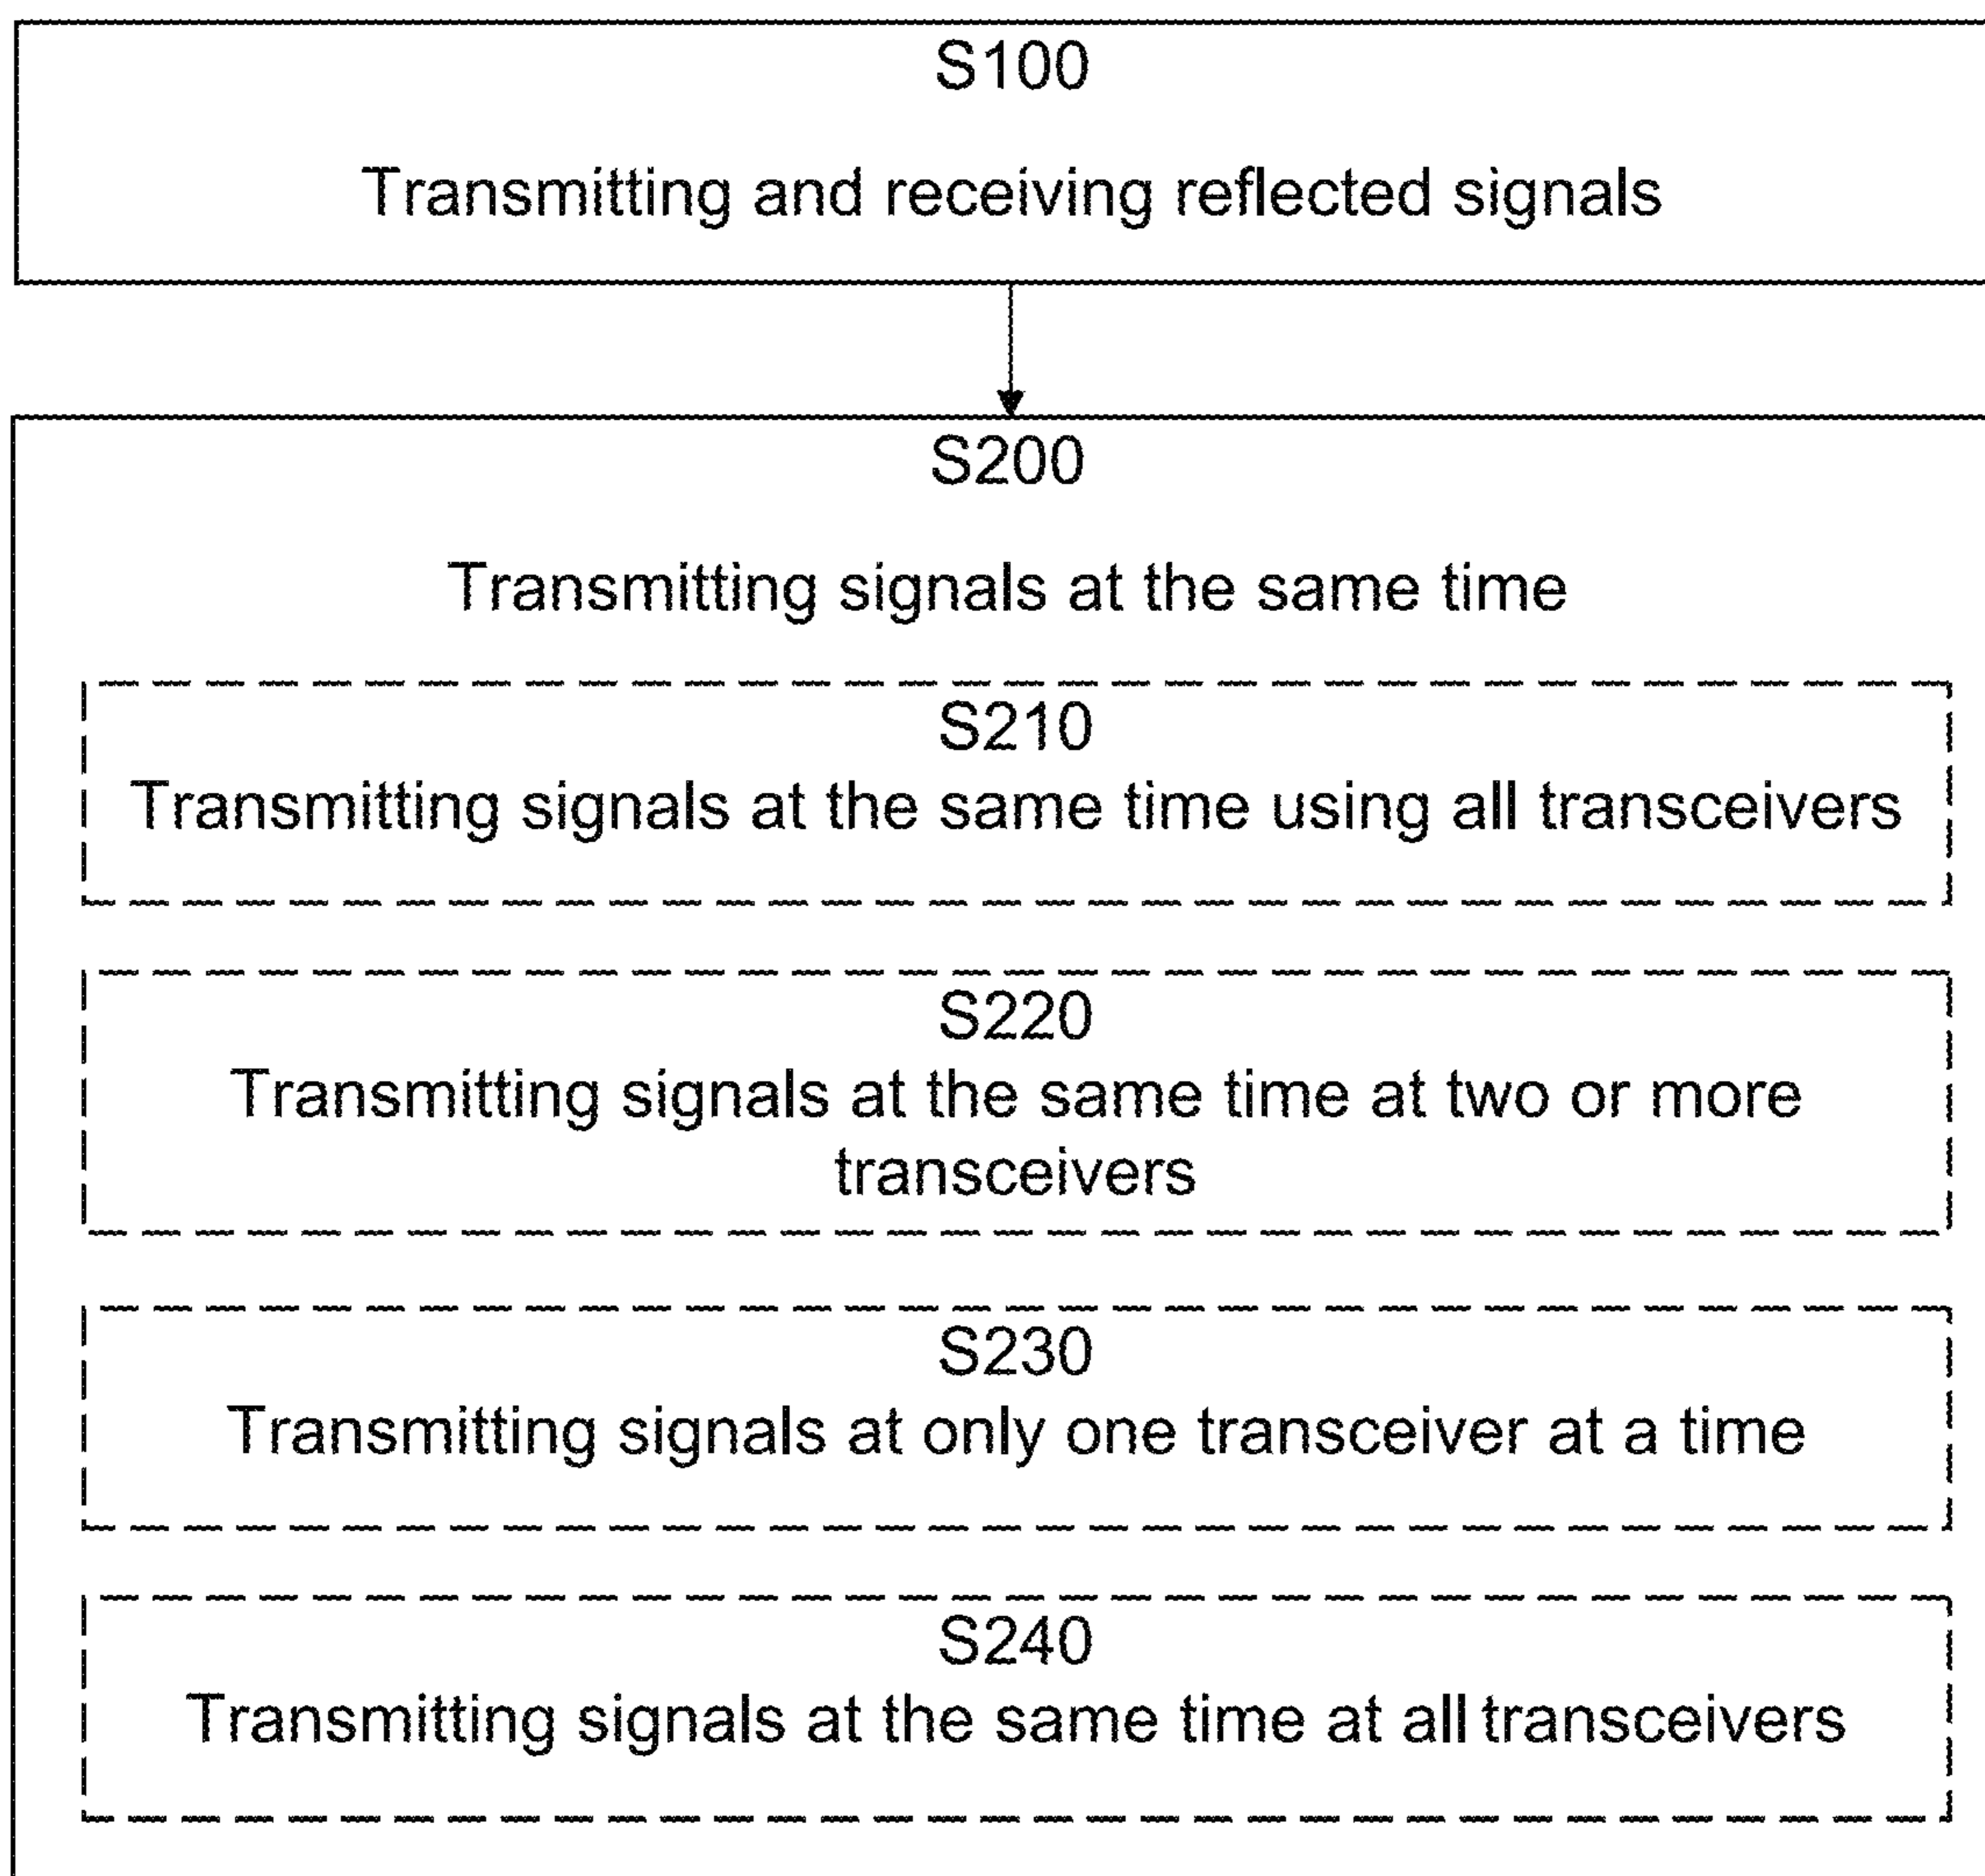 S100
Transmitting and receiving reflected signals
S200
Transmitting signals at the same time
S210
Transmitting signals at the same time using all transceivers
S220
Transmitting signals at the same time at two or more
transceivers
S230
Transmitting signals at only one transceiver at a time
S240
Transmitting signals at the same time at all transceivers